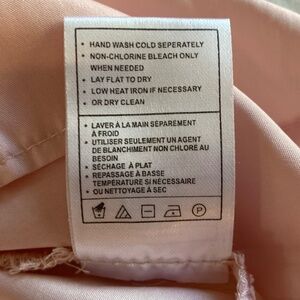 • HAND WASH COLD SEPERATELY
• NON-CHLORINE BLEACH ONLY
WHEN NEEDED
• LAY FLAT TO DRY
• LOW HEAT IRON IF NECESSARY
• OR DRY CLEAN
• LAVER À LA MAIN SÉPARÉMENT
À FROID
• UTILISER SEULEMENT UN AGENT
DE BLANCHIMENT NON CHLORÉ AU
BESOIN
• SÉCHAGE À PLAT
• REPASSAGE À BASSE
TEMPÉRATURE SI NÉCESSAIRE
• OU NETTOYAGE À SEC
P